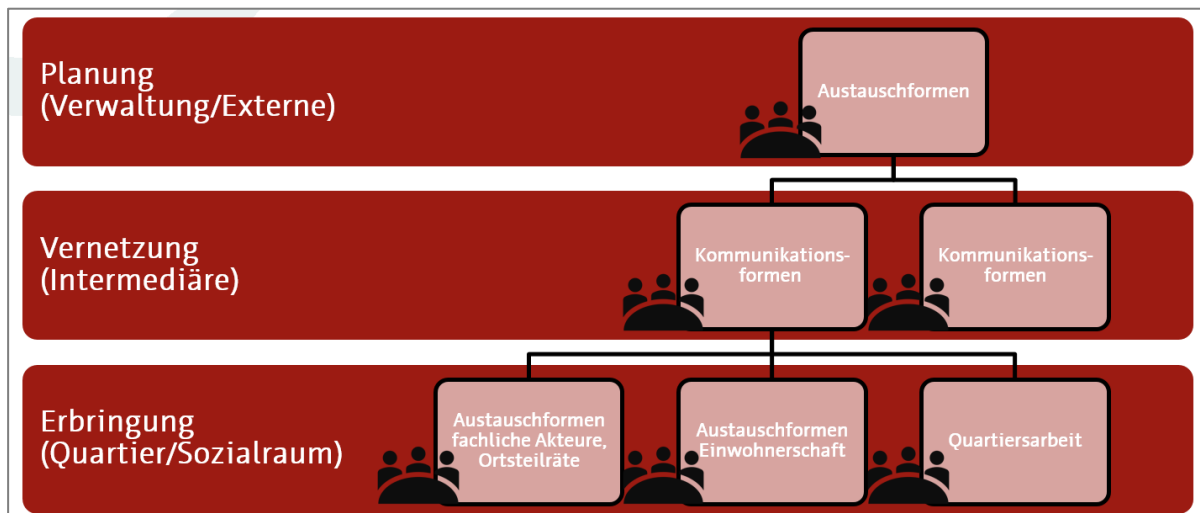 Planung
(Verwaltung/Externe)
Austauschformen
Vernetzung
(Intermediäre)
Kommunikations-
formen
Kommunikations-
formen
Erbringung
(Quartier/Sozialraum)
Austauschformen
fachliche Akteure,
Ortsteilräte
Austauschformen
Einwohnerschaft
Quartiersarbeit